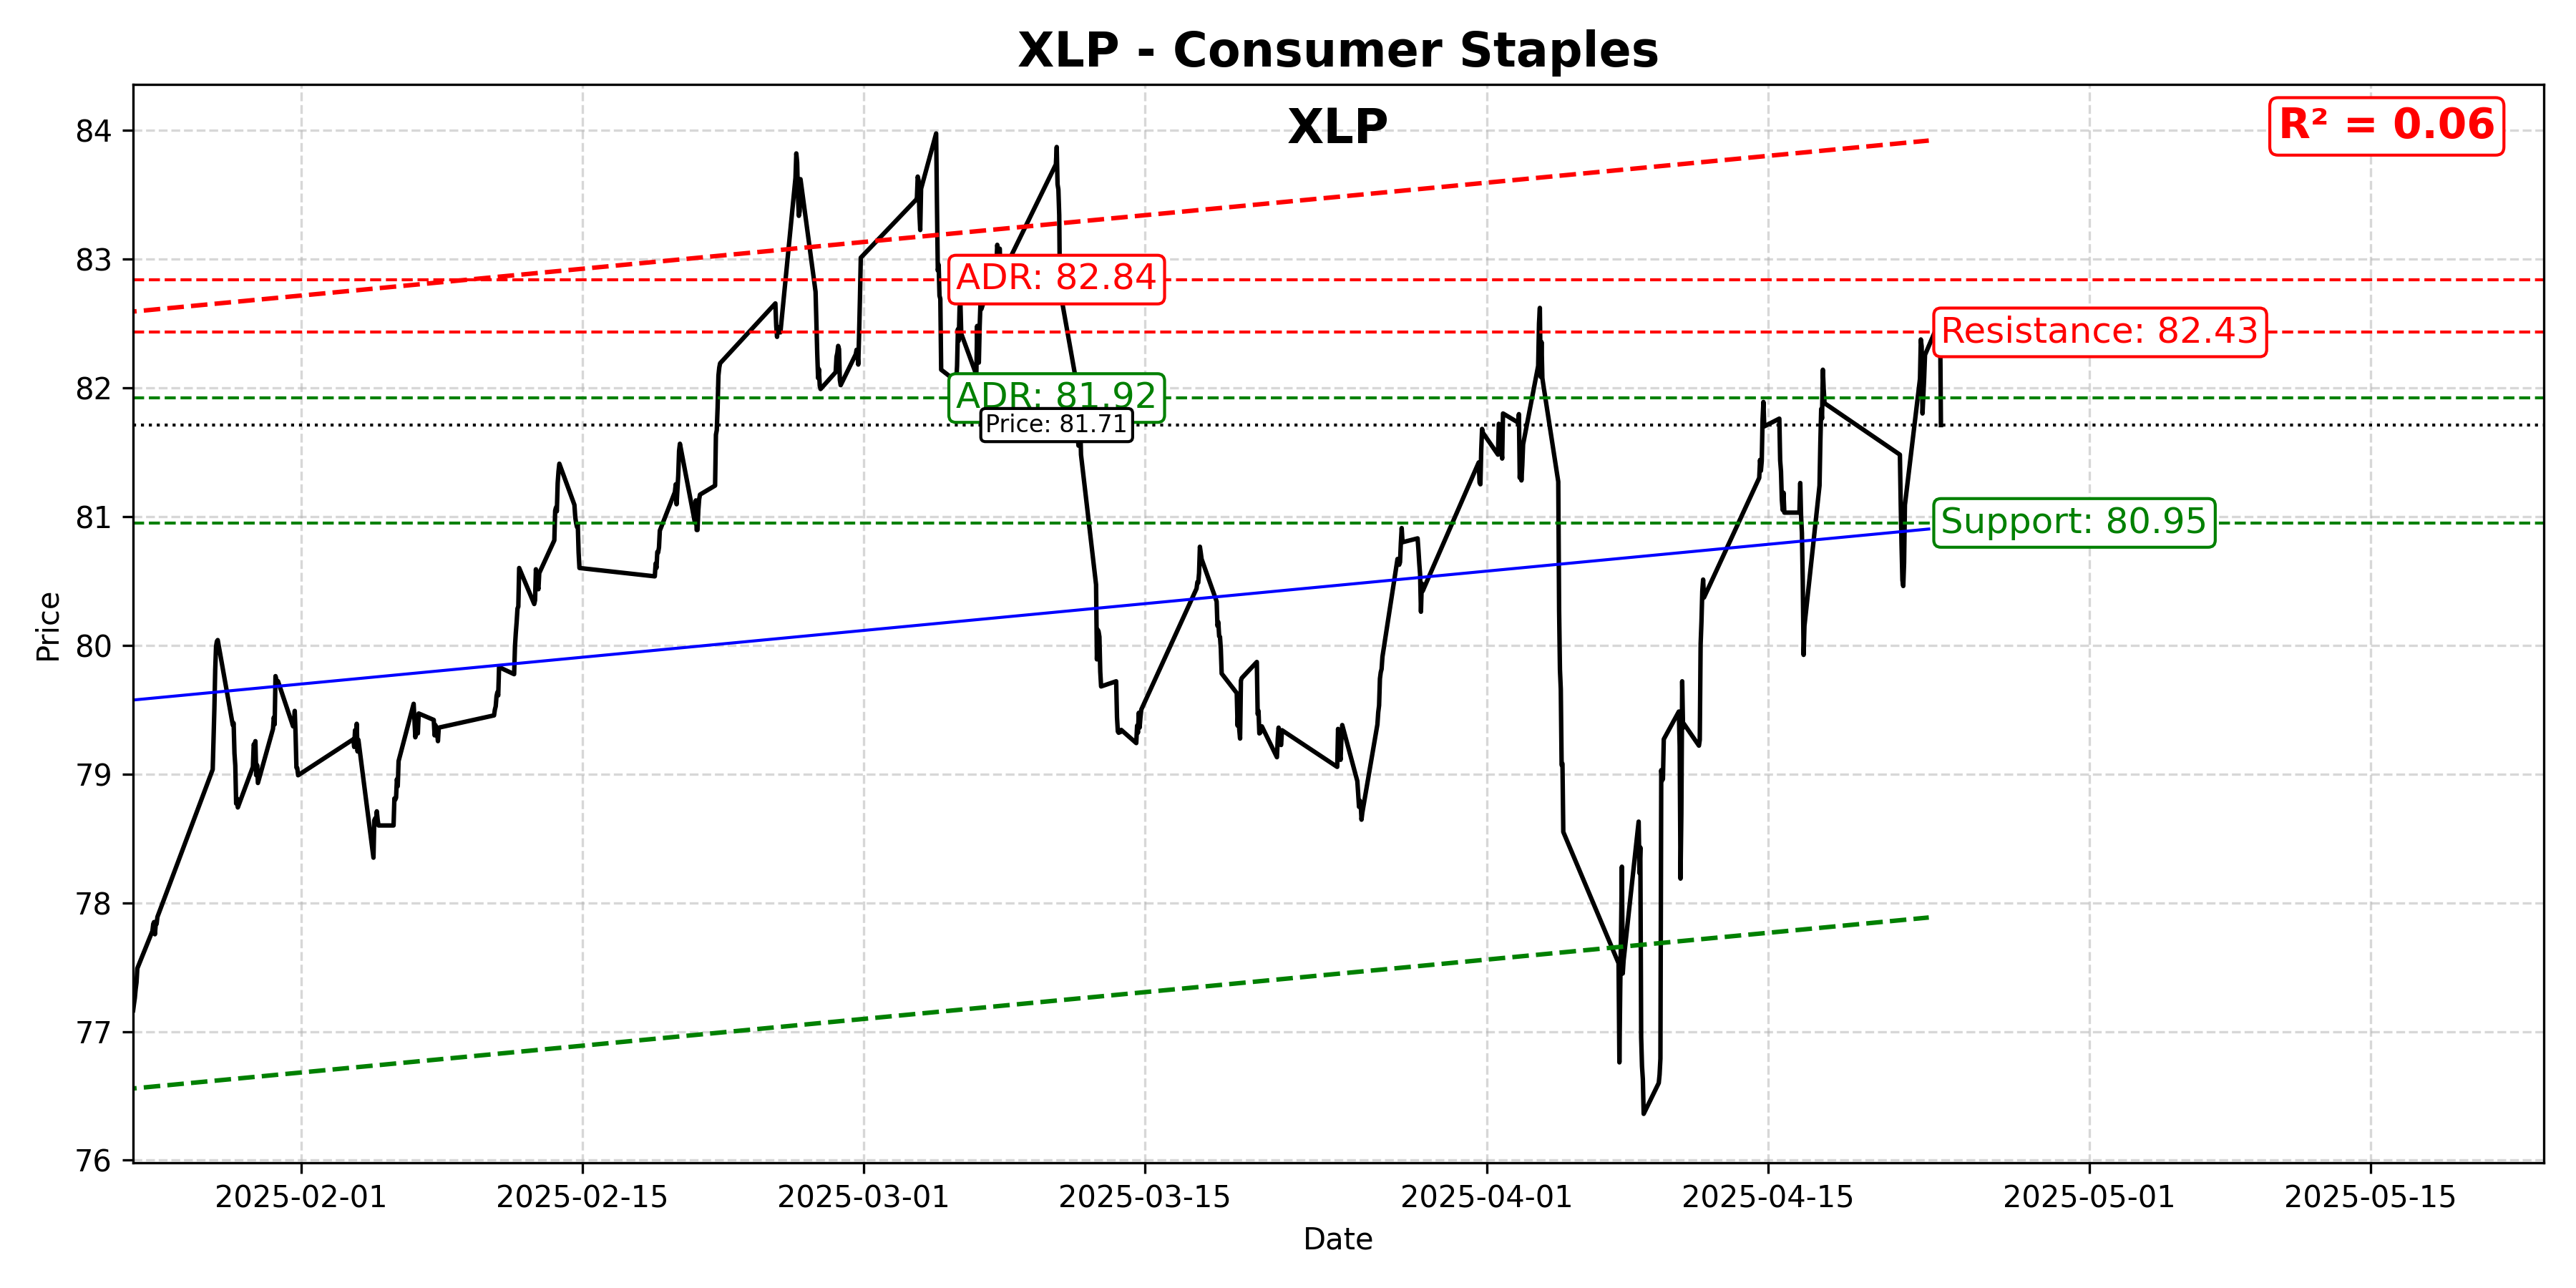 XLP - Consumer Staples
XLP
R² = 0.06
84
83
82
81
80
79
78
77
76
Price
ADR: 82.84
Resistance: 82.43
ADR: 81.92
Price: 81.71
Support: 80.95
2025-02-01
2025-02-15
2025-03-01
2025-03-15
2025-04-01
2025-04-15
2025-05-01
2025-05-15
Date